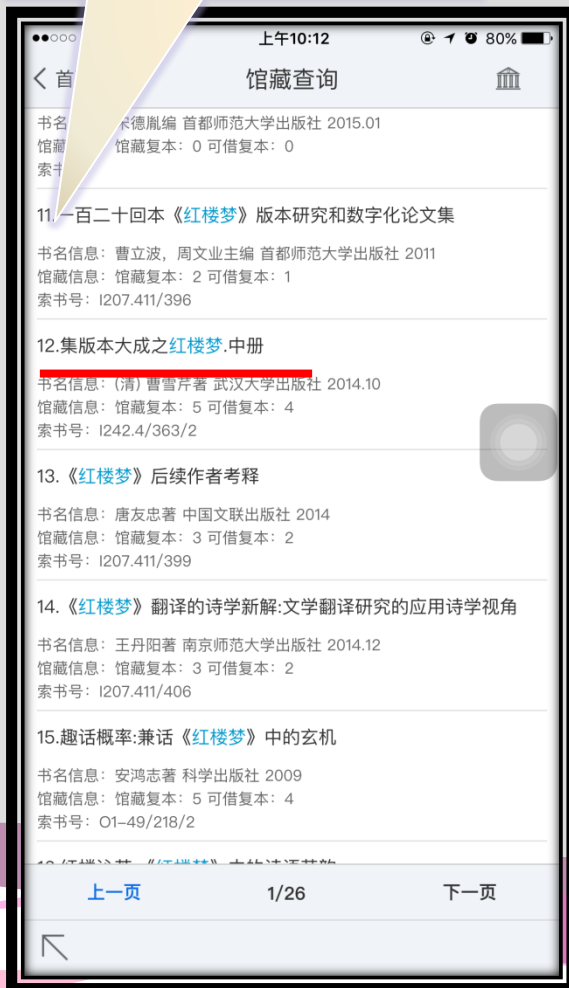 上午10:12
80%
首
馆藏查询
书名 宋德胤编 首都师范大学出版社 2015.01
馆藏 馆藏复本：0 可借复本：0
索书
11.一百二十回本《红楼梦》版本研究和数字化论文集
书名信息：曹立波，周文业主编 首都师范大学出版社 2011
馆藏信息：馆藏复本：2 可借复本：1
索书号：I207.411/396
12.集版本大成之红楼梦.中册
书名信息：(清) 曹雪芹著 武汉大学出版社 2014.10
馆藏信息：馆藏复本：5 可借复本：4
索书号：I242.4/363/2
13.《红楼梦》后续作者考释
书名信息：唐友忠著 中国文联出版社 2014
馆藏信息：馆藏复本：3 可借复本：2
索书号：I207.411/399
14.《红楼梦》翻译的诗学新解:文学翻译研究的应用诗学视角
书名信息：王丹阳著 南京师范大学出版社 2014.12
馆藏信息：馆藏复本：3 可借复本：2
索书号：I207.411/406
15.趣话概率:兼话《红楼梦》中的玄机
书名信息：安鸿志著 科学出版社 2009
馆藏信息：馆藏复本：5 可借复本：4
索书号：O1–49/218/2
上一页
1/26
下一页